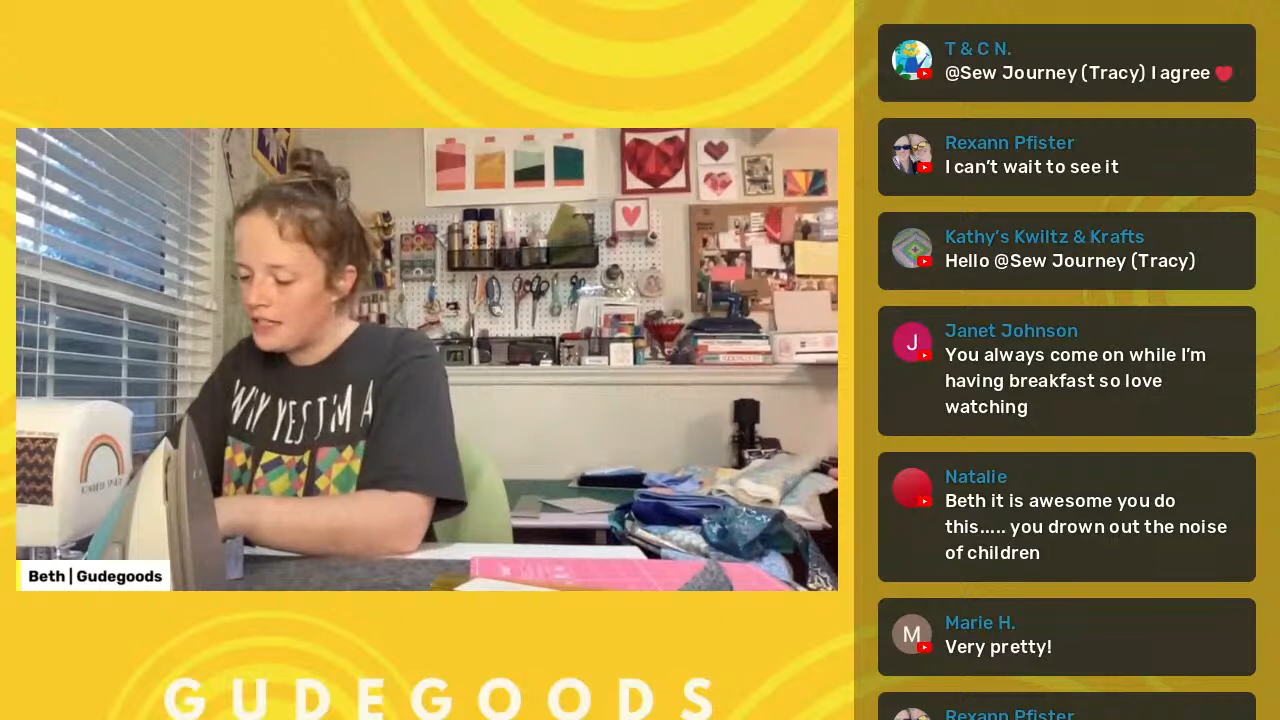 T & C N.
@Sew Journey (Tracy) I agree
Rexann Pfister
I can't wait to see it
Kathy's Kwiltz & Krafts
Hello @Sew Journey (Tracy)
J
Janet Johnson
You always come on while I'm
having breakfast so love
watching
Natalie
Beth it is awesome you do
this..... you drown out the noise
of children
M
Marie H.
Very pretty!
Rexann Pfister
WHY YES I'M A
Beth | Gudegoods
GUDEGOODS